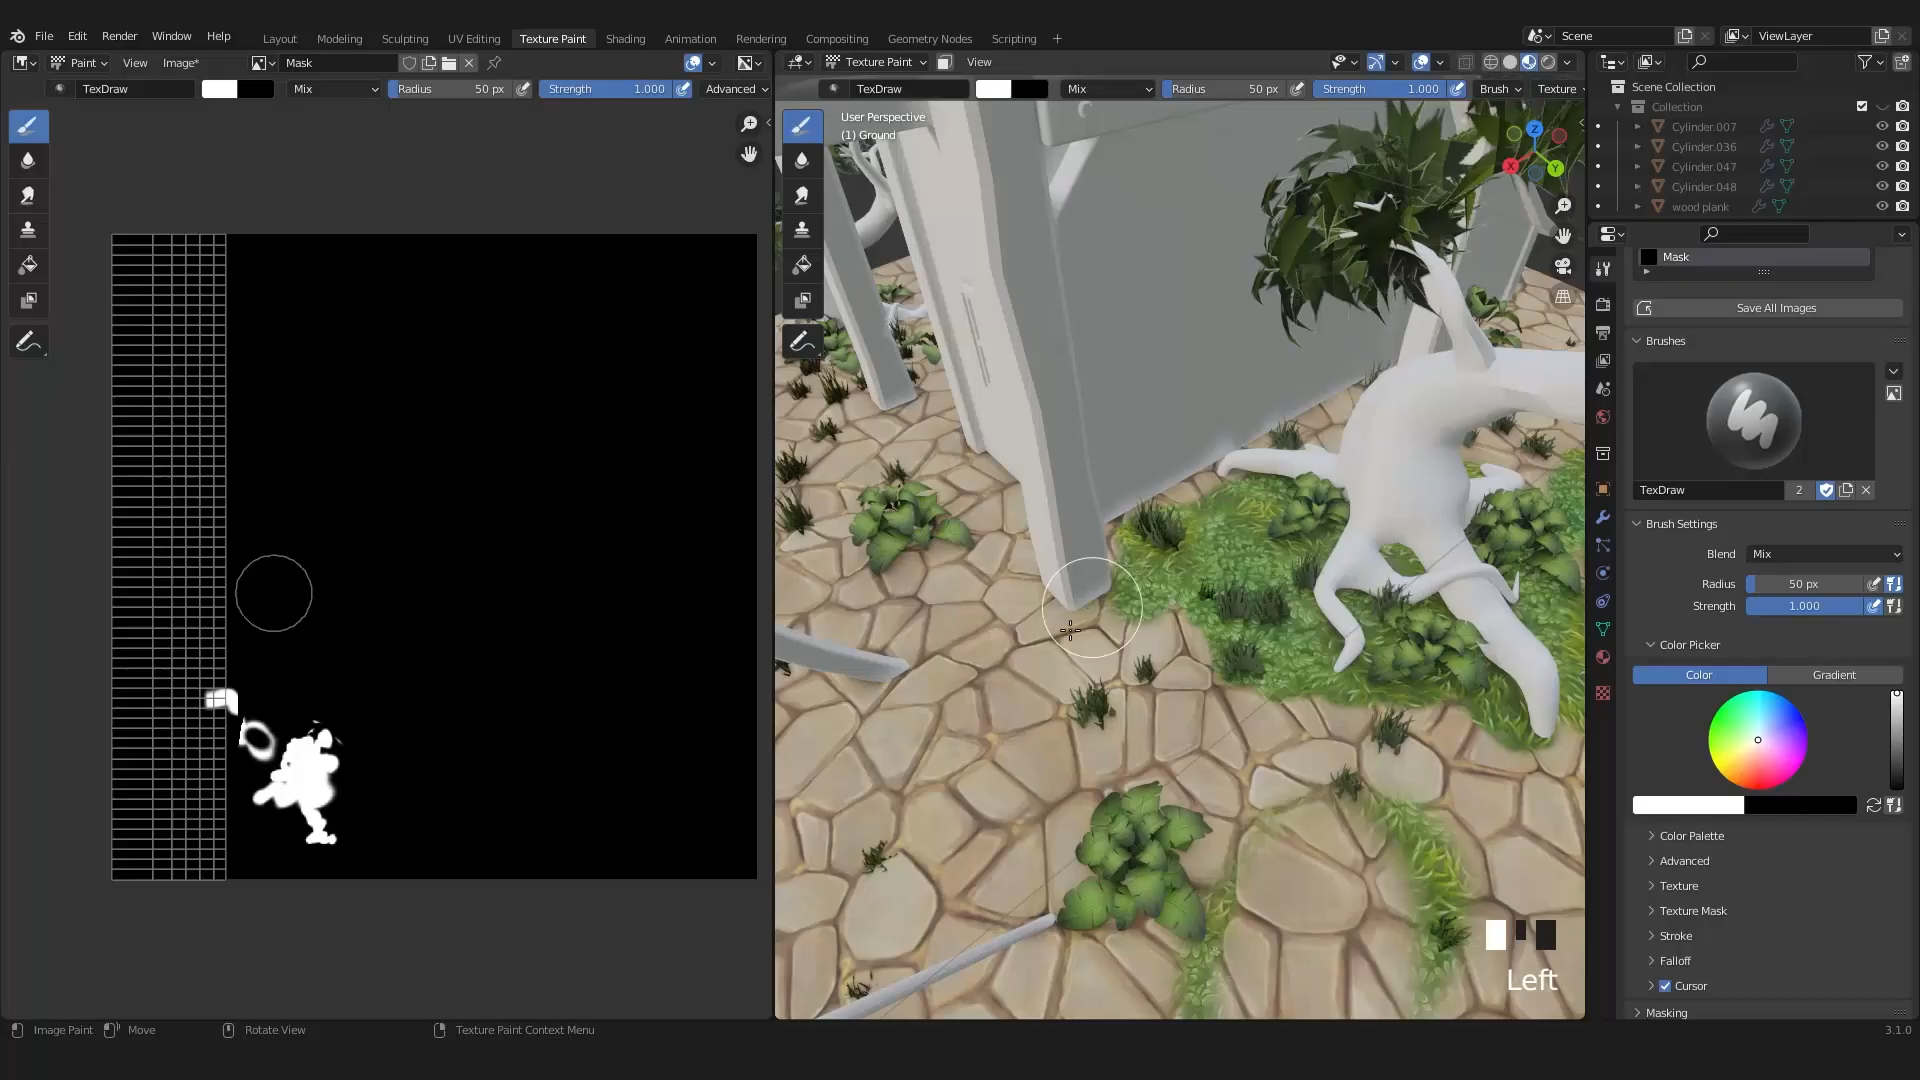 File Edit Render Window Help Layout Modeling Sculpting UV Editing Texture Paint Shading Animation Rendering Compositing Geometry Nodes Scripting Scene ViewLayer
Paint View Image* Mask Texture Paint View
TexDraw Mix Radius 50 px Strength 1.000 Advanced TexDraw Mix Radius 50 px Strength 1.000 Brush Texture
User Perspective
(1) Ground
Scene Collection
Collection
Cylinder.007
Cylinder.036
Cylinder.047
Cylinder.048
wood plank
Mask
Save All Images
Brushes
TexDraw 2
Brush Settings
Blend Mix
Radius 50 px
Strength 1.000
Color Picker
Color Gradient
Color Palette
Advanced
Texture
Texture Mask
Stroke
Falloff
Cursor
Masking
Z
X Y
Left
Image Paint Move Rotate View Texture Paint Context Menu 3.1.0